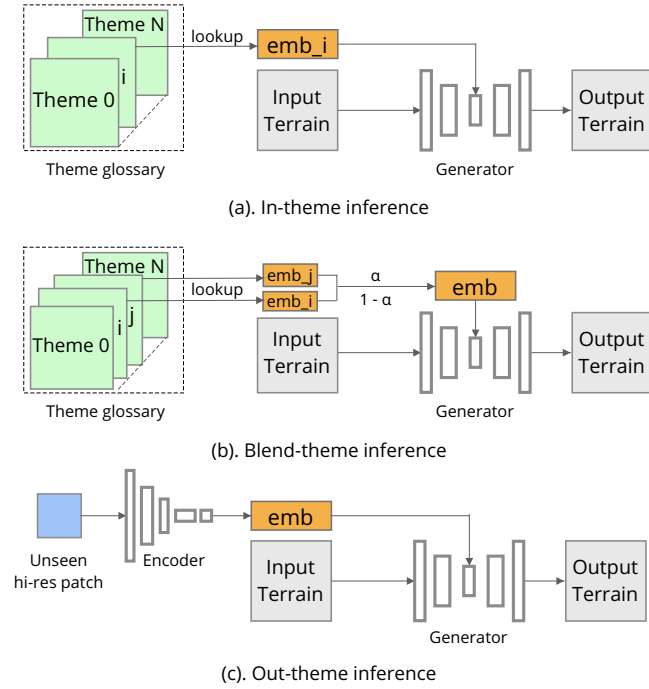 Theme N
i
Theme 0
lookup
emb_i
Input
Terrain
Output
Terrain
Theme glossary
Generator
(a). In-theme inference
Theme N
j
i
Theme 0
lookup
emb_j
emb_i
α
1 - α
emb
Input
Terrain
Output
Terrain
Theme glossary
Generator
(b). Blend-theme inference
Unseen
hi-res patch
Encoder
emb
Input
Terrain
Output
Terrain
Generator
(c). Out-theme inference